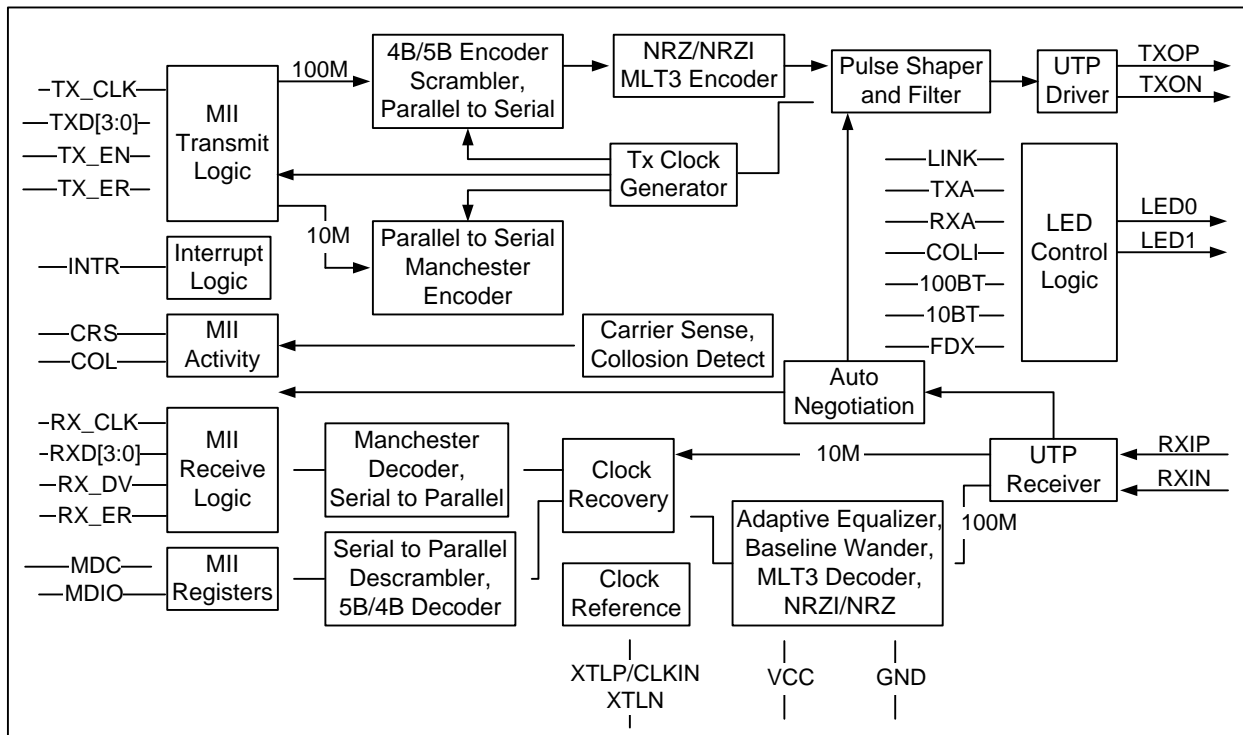 TX_CLK
TXD[3:0]
TX_EN
TX_ER
MII
Transmit
Logic
100M
10M
4B/5B Encoder
Scrambler,
Parallel to Serial
NRZ/NRZI
MLT3 Encoder
Pulse Shaper
and Filter
UTP
Driver
TXOP
TXON
Tx Clock
Generator
Parallel to Serial
Manchester
Encoder
LINK
TXA
RXA
COLI
100BT
10BT
FDX
LED
Control
Logic
LED0
LED1
INTR
Interrupt
Logic
CRS
COL
MII
Activity
Carrier Sense,
Collosion Detect
Auto
Negotiation
RX_CLK
RXD[3:0]
RX_DV
RX_ER
MII
Receive
Logic
Manchester
Decoder,
Serial to Parallel
Clock
Recovery
10M
UTP
Receiver
RXIP
RXIN
100M
MDC
MDIO
MII
Registers
Serial to Parallel
Descrambler,
5B/4B Decoder
Clock
Reference
Adaptive Equalizer,
Baseline Wander,
MLT3 Decoder,
NRZI/NRZ
XTLP/CLKIN
XTLN
VCC
GND